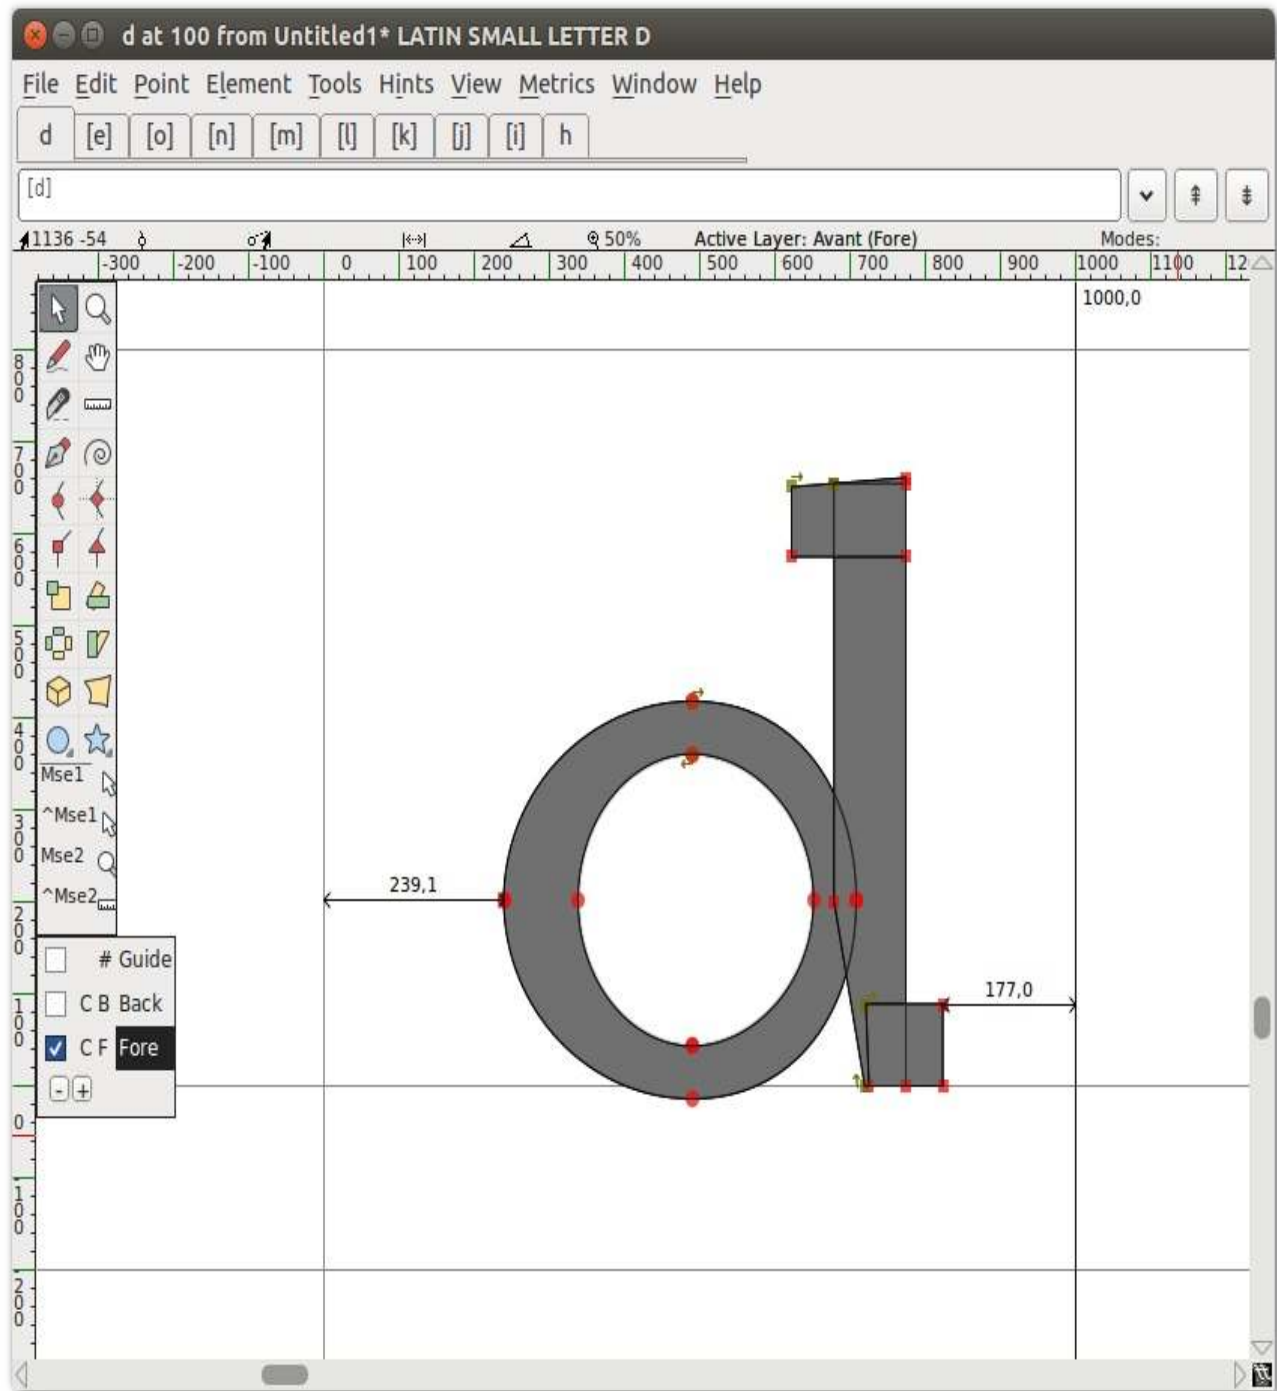 d at 100 from Untitled1* LATIN SMALL LETTER D
File Edit Point Element Tools Hints View Metrics Window Help
d [e] [o] [n] [m] [l] [k] [j] [i] h
[d]
1136 -54 50% Active Layer: Avant (Fore) Modes:
-300 -200 -100 0 100 200 300 400 500 600 700 800 900 1000 1100 12
1000,0
800
700
600
500
400
Mse1
^Mse1
300
Mse2
239,1
^Mse2
200
# Guide
C B Back
177,0
100
C F Fore
- +
0
100
200